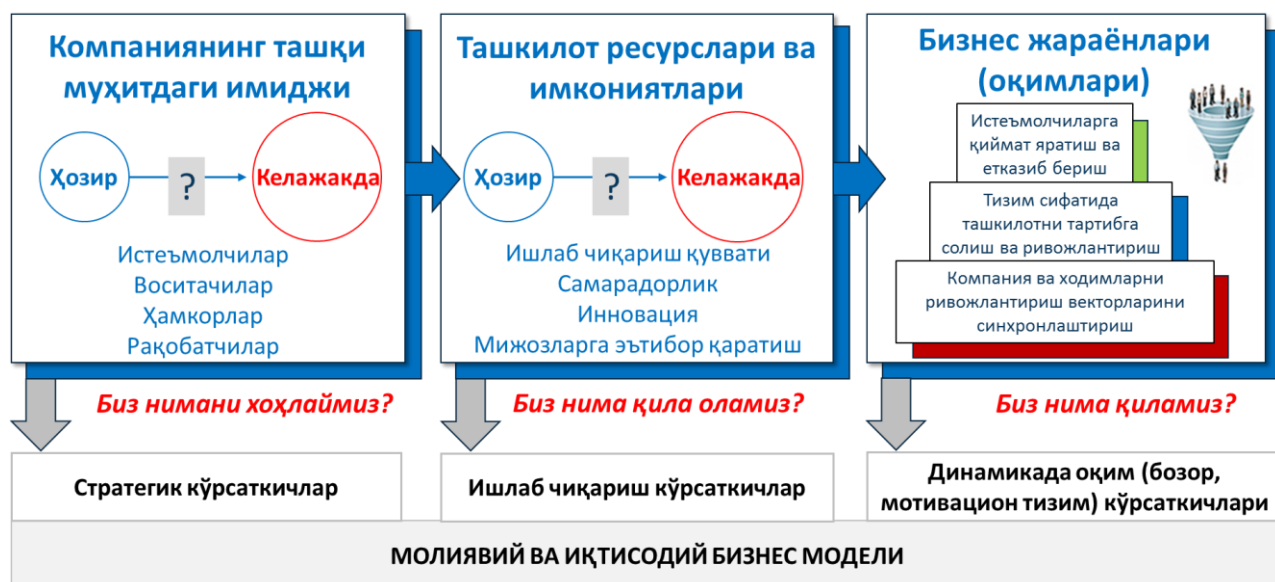 Компаниянинг ташқи
муҳитдаги имиджи
Ҳозир
?
Келажакда
Истеъмолчилар
Воситачилар
Ҳамкорлар
Рақобатчилар
Биз нимани хоҳлаймиз?
Стратегик кўрсаткичлар
Ташкилот ресурслари ва
имкониятлари
Ҳозир
?
Келажакда
Ишлаб чиқариш қуввати
Самарадорлик
Инновация
Мижозларга эътибор қаратиш
Биз нима қила оламиз?
Ишлаб чиқариш кўрсаткичлар
Бизнес жараёнлари
(оқимлари)
Истеъмолчиларга
қиймат яратиш ва
етказиб бериш
Тизим сифатида
ташкилотни тартибга
солиш ва ривожлантириш
Компания ва ходимларни
ривожлантириш векторларини
синхронлаштириш
Биз нима қиламиз?
Динамикада оқим (бозор,
мотивацион тизим) кўрсаткичлари
МОЛИЯВИЙ ВА ИҚТИСОДИЙ БИЗНЕС МОДЕЛИ